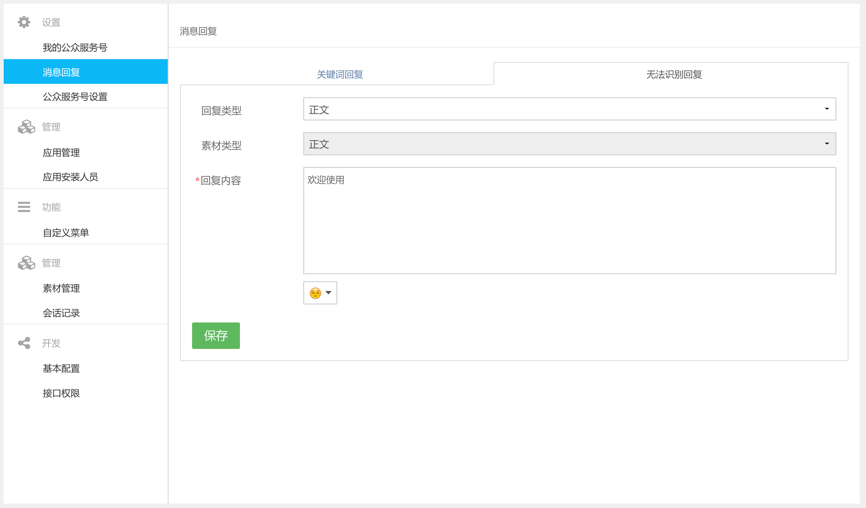 设置
我的公众服务号
消息回复
公众服务号设置
管理
应用管理
应用安装人员
功能
自定义菜单
管理
素材管理
会话记录
开发
基本配置
接口权限
消息回复
关键词回复
无法识别回复
回复类型
正文
素材类型
正文
*回复内容
欢迎使用
保存